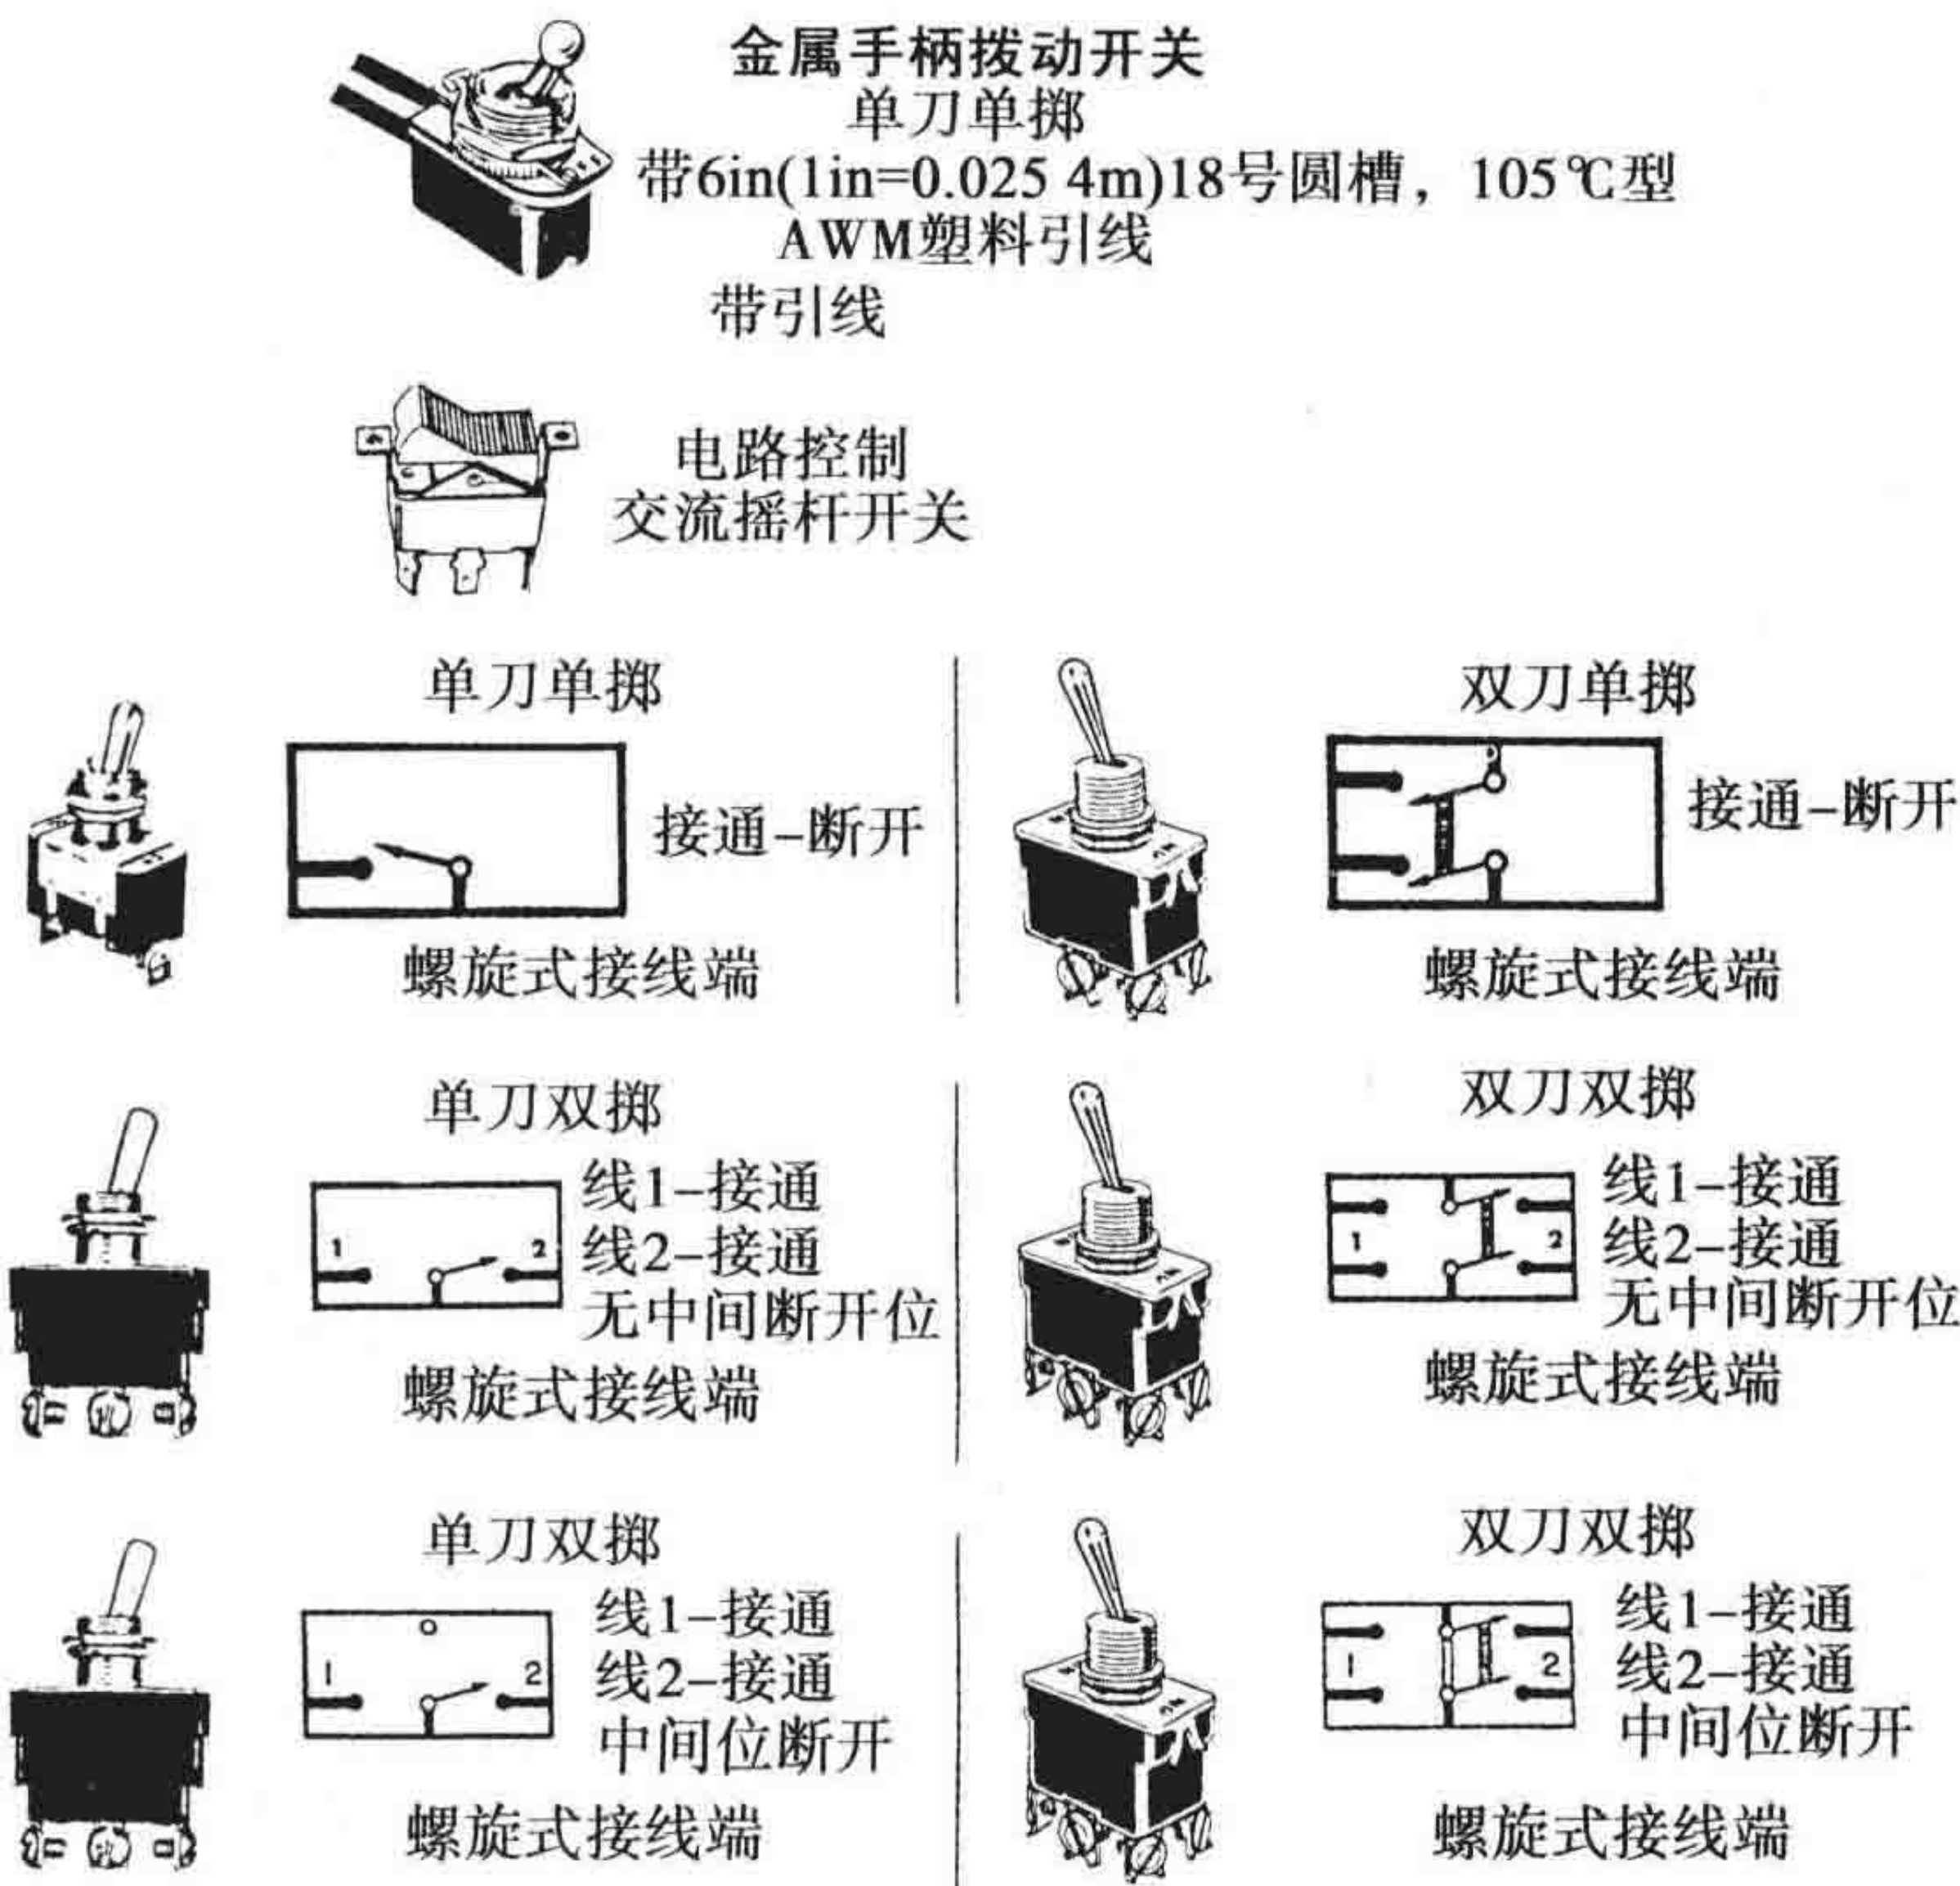 金属手柄拨动开关
单刀单掷
带6in(1in=0.025 4m)18号圆槽，105℃型
AWM塑料引线
带引线
电路控制
交流摇杆开关
单刀单掷
接通–断开
螺旋式接线端
双刀单掷
接通–断开
螺旋式接线端
单刀双掷
线1–接通
1 2
线2–接通
无中间断开位
螺旋式接线端
双刀双掷
线1–接通
1 2
线2–接通
无中间断开位
螺旋式接线端
单刀双掷
线1–接通
1 2
线2–接通
中间位断开
螺旋式接线端
双刀双掷
线1–接通
1 2
线2–接通
中间位断开
螺旋式接线端